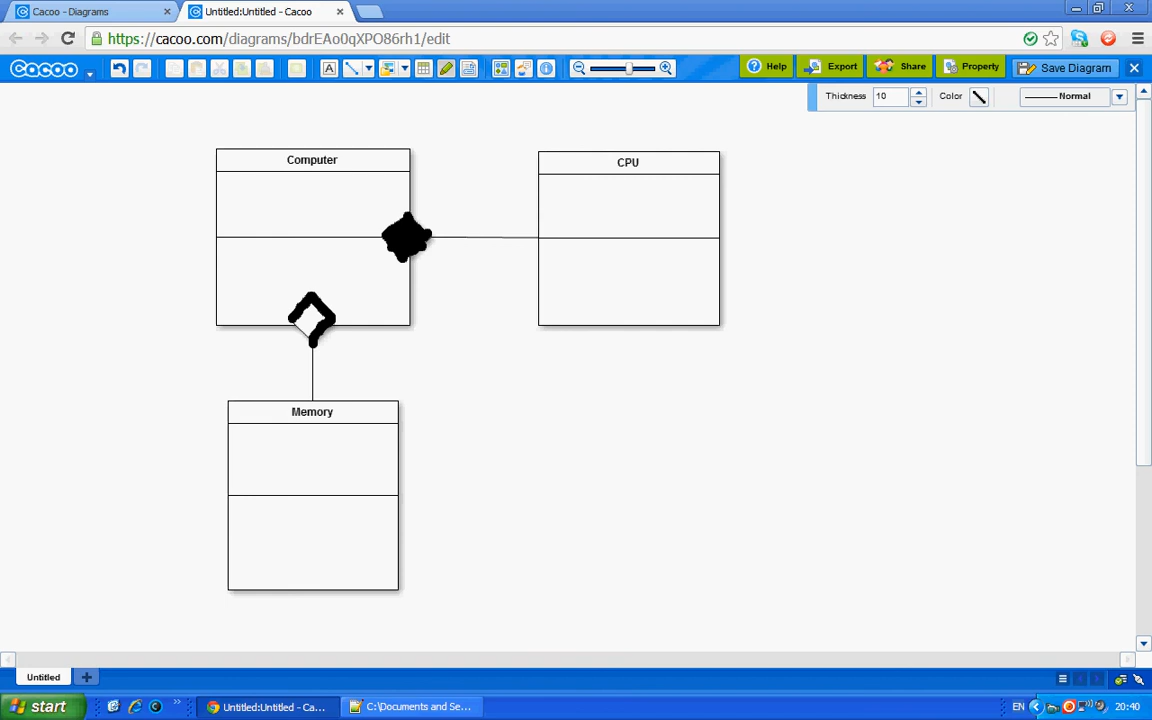 Cacoo - Diagrams
Untitled:Untitled - Cacoo
https://cacoo.com/diagrams/bdrEAo0qXPO86rh1/edit
Cacoo
A
Help
Export
Share
Property
Save Diagram
Thickness 10
Color
Normal
Computer
CPU
Memory
Untitled
start
Untitled:Untitled - Ca...
C:\Documents and Se...
EN
20:40